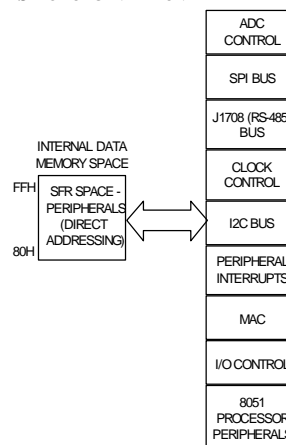 INTERNAL DATA
MEMORY SPACE
FFH
SFR SPACE -
PERIPHERALS
(DIRECT
ADDRESSING)
80H
ADC
CONTROL
SPI BUS
J1708 (RS-485)
BUS
CLOCK
CONTROL
I2C BUS
PERIPHERAL
INTERRUPTS
MAC
I/O CONTROL
8051
PROCESSOR
PERIPHERALS